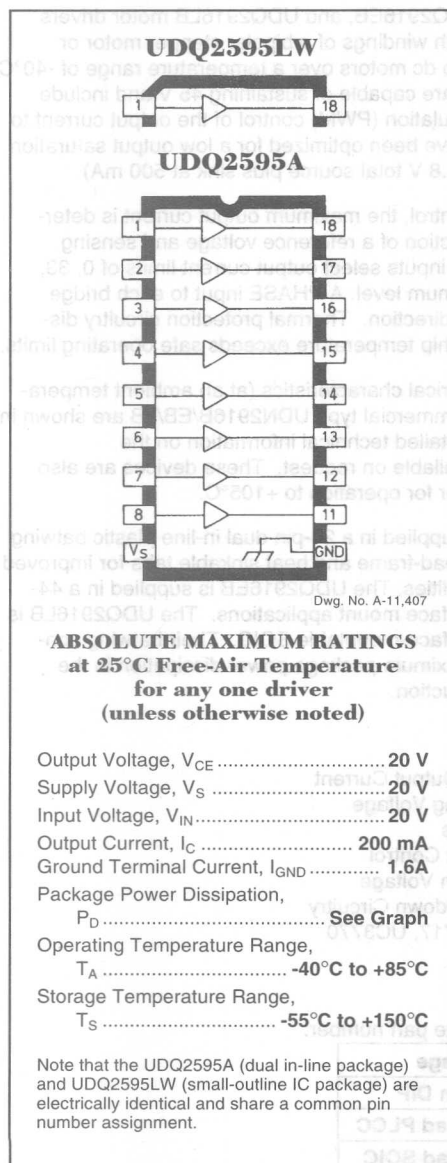 UDQ2595LW
1 18
UDQ2595A
1 18
2 17
3 16
4 15
5 14
6 13
7 12
8 11
VS GND
Dwg. No. A-11,407
ABSOLUTE MAXIMUM RATINGS
at 25°C Free-Air Temperature
for any one driver
(unless otherwise noted)
Output Voltage, VCE .......................... 20 V
Supply Voltage, VS .......................... 20 V
Input Voltage, VIN ............................. 20 V
Output Current, IC ....................... 200 mA
Ground Terminal Current, IGND ........... 1.6A
Package Power Dissipation,
PD ..................................... See Graph
Operating Temperature Range,
TA ............................. -40°C to +85°C
Storage Temperature Range,
TS ........................... -55°C to +150°C
Note that the UDQ2595A (dual in-line package)
and UDQ2595LW (small-outline IC package) are
electrically identical and share a common pin
number assignment.